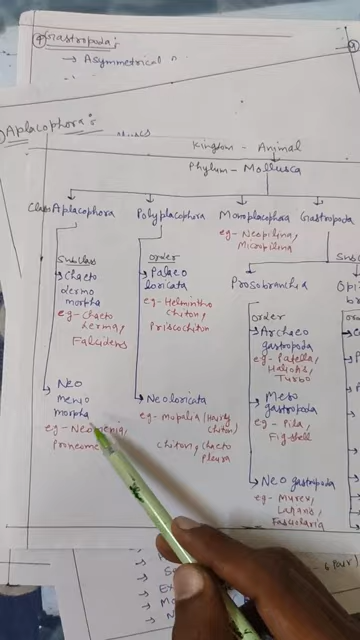 Gastropoda:
→ Asymmetrical
Aplacophora:
Kingdom - Animal
Phylum - Mollusca
Class Aplacophora
Polyplacophora
Monoplacophora
Gastropoda
eg - Neopilina,
Micropilina
Subclass
Chaeto
dermo
morpha
eg - Chaeto
derma,
Falcidens
Neo
menio
morpha
eg - Neomenia,
Proneome
Order
Palaeo
loricata
eg - Helmintho
chiton,
Priscochiton
Neoloricata
eg - Mopalia (Hairy
chiton)
chiton, Chaeto
pleura
Prosobranchia
Order
Archaeo
gastropoda
eg - Patella,
Haliotis,
Turbo
Meso
gastropoda
eg - Pila,
Fig-shell
Neo gastropoda
eg - Murex,
Fasciolaria